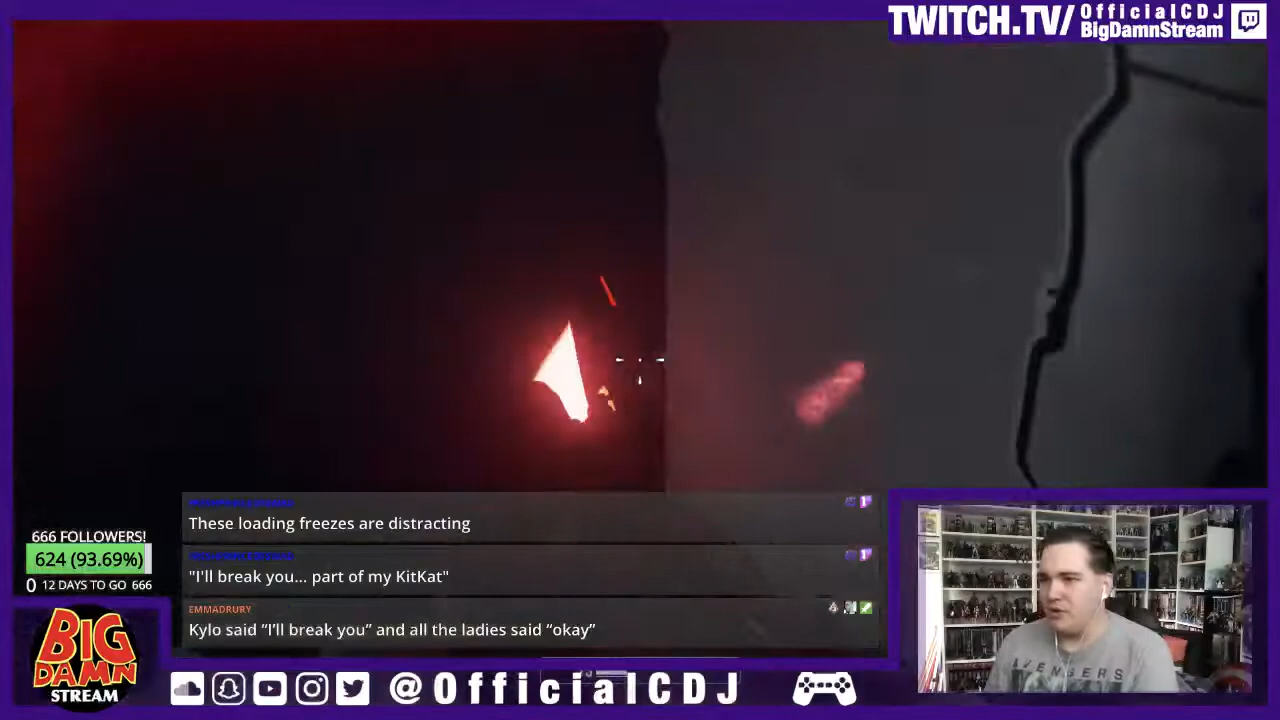 TWITCH.TV/ OfficialCDJ
BigDamnStream
These loading freezes are distracting
"I'll break you... part of my KitKat"
EMMADRURY
Kylo said “I’ll break you” and all the ladies said “okay”
666 FOLLOWERS!
624 (93.69%)
0 12 DAYS TO GO 666
BIG
DAMN
STREAM
@OfficialCDJ
AVENGERS